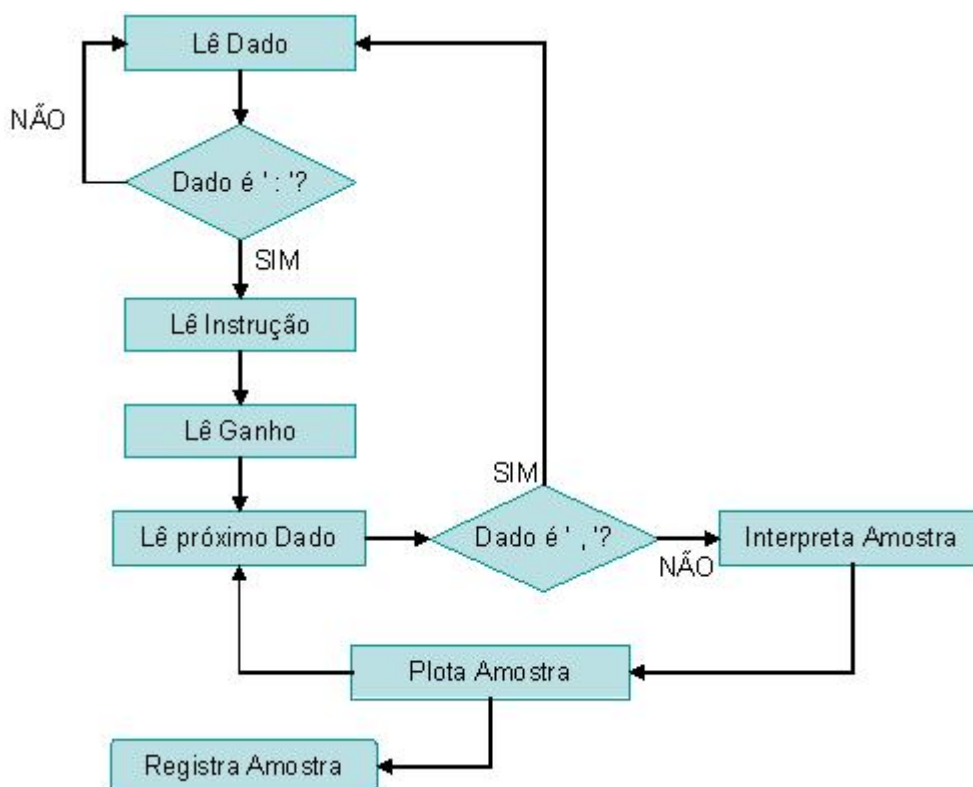 Lê Dado
NÃO
Dado é ' : '?
SIM
Lê Instrução
Lê Ganho
SIM
Lê próximo Dado
Dado é ' , '?
Interpreta Amostra
NÃO
Plota Amostra
Registra Amostra